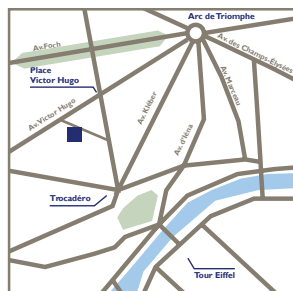 Arc de Triomphe
Av.Foch
Av. des Champs-Élysées
Place
Victor Hugo
Av. Marceau
Av.Kléber
Av.Victor Hugo
Av. d'Iéna
Trocadéro
Tour Eiffel